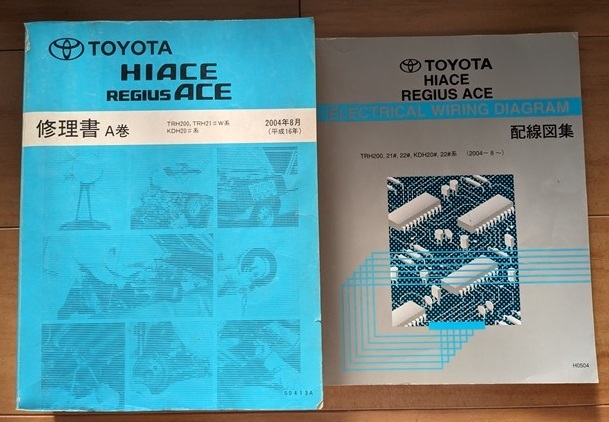 TOYOTA
HIACE
REGIUS ACE
修理書 A巻
TRH200, TRH21#W系
KDH20#系
2004年8月
(平成16年)
SD413A
TOYOTA
HIACE
REGIUS ACE
ELECTRICAL WIRING DIAGRAM
配線図集
TRH200, 21#, 22#, KDH20#, 22#系 (2004－8～)
H0504